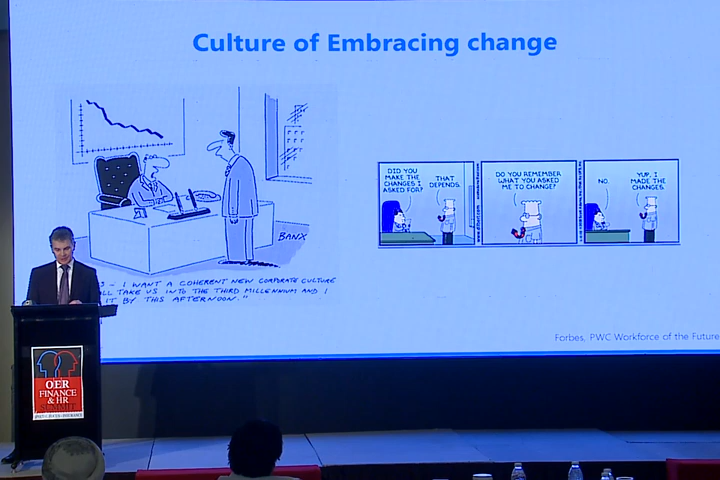 Culture of Embracing change
BANX
- I WANT A COHERENT NEW CORPORATE CULTURE
TAKE US INTO THE THIRD MILLENNIUM AND I
IT BY THIS AFTERNOON."
DID YOU
MAKE THE
CHANGES I
ASKED FOR?
THAT
DEPENDS.
DO YOU REMEMBER
WHAT YOU ASKED
ME TO CHANGE?
NO.
YUP. I
MADE THE
CHANGES.
Forbes, PWC Workforce of the Future
OER
FINANCE
& HR
SUMMIT